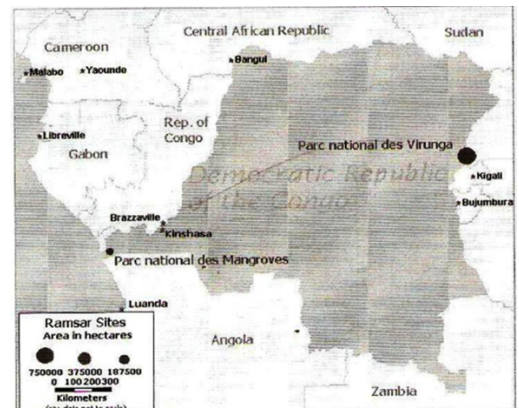 Central African Republic
Sudan
Cameroon
Bangui
Malabo
Yaounde
Rep. of
Congo
Libreville
Gabon
Parc national des Virunga
Democratic Republic
of the Congo
Kigali
Bujumbura
Brazzaville
Kinshasa
Parc national des Mangroves
Luanda
Angola
Zambia
Ramsar Sites
Area in hectares
750000 375000 187500
0 100 200 300
Kilometers